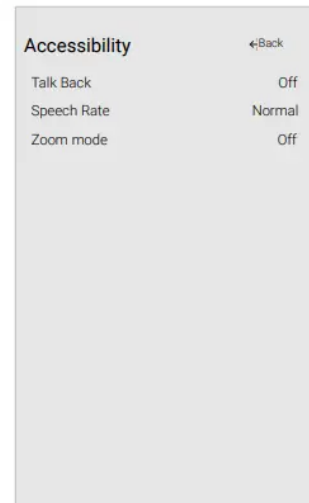 Accessibility ←Back
Talk Back Off
Speech Rate Normal
Zoom mode Off